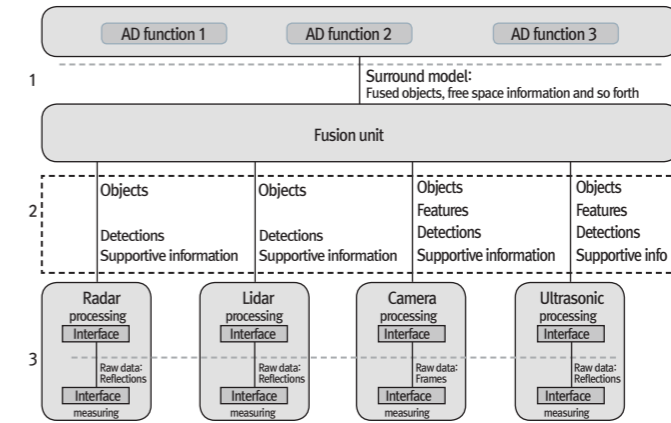 AD function 1
AD function 2
AD function 3
1
Surround model:
Fused objects, free space information and so forth
Fusion unit
2
Objects
Detections
Supportive information
Objects
Detections
Supportive information
Objects
Features
Detections
Supportive information
Objects
Features
Detections
Supportive info
3
Radar
processing
Interface
Raw data:
Reflections
Interface
measuring
Lidar
processing
Interface
Raw data:
Reflections
Interface
measuring
Camera
processing
Interface
Raw data:
Frames
Interface
measuring
Ultrasonic
processing
Interface
Raw data:
Reflections
Interface
measuring